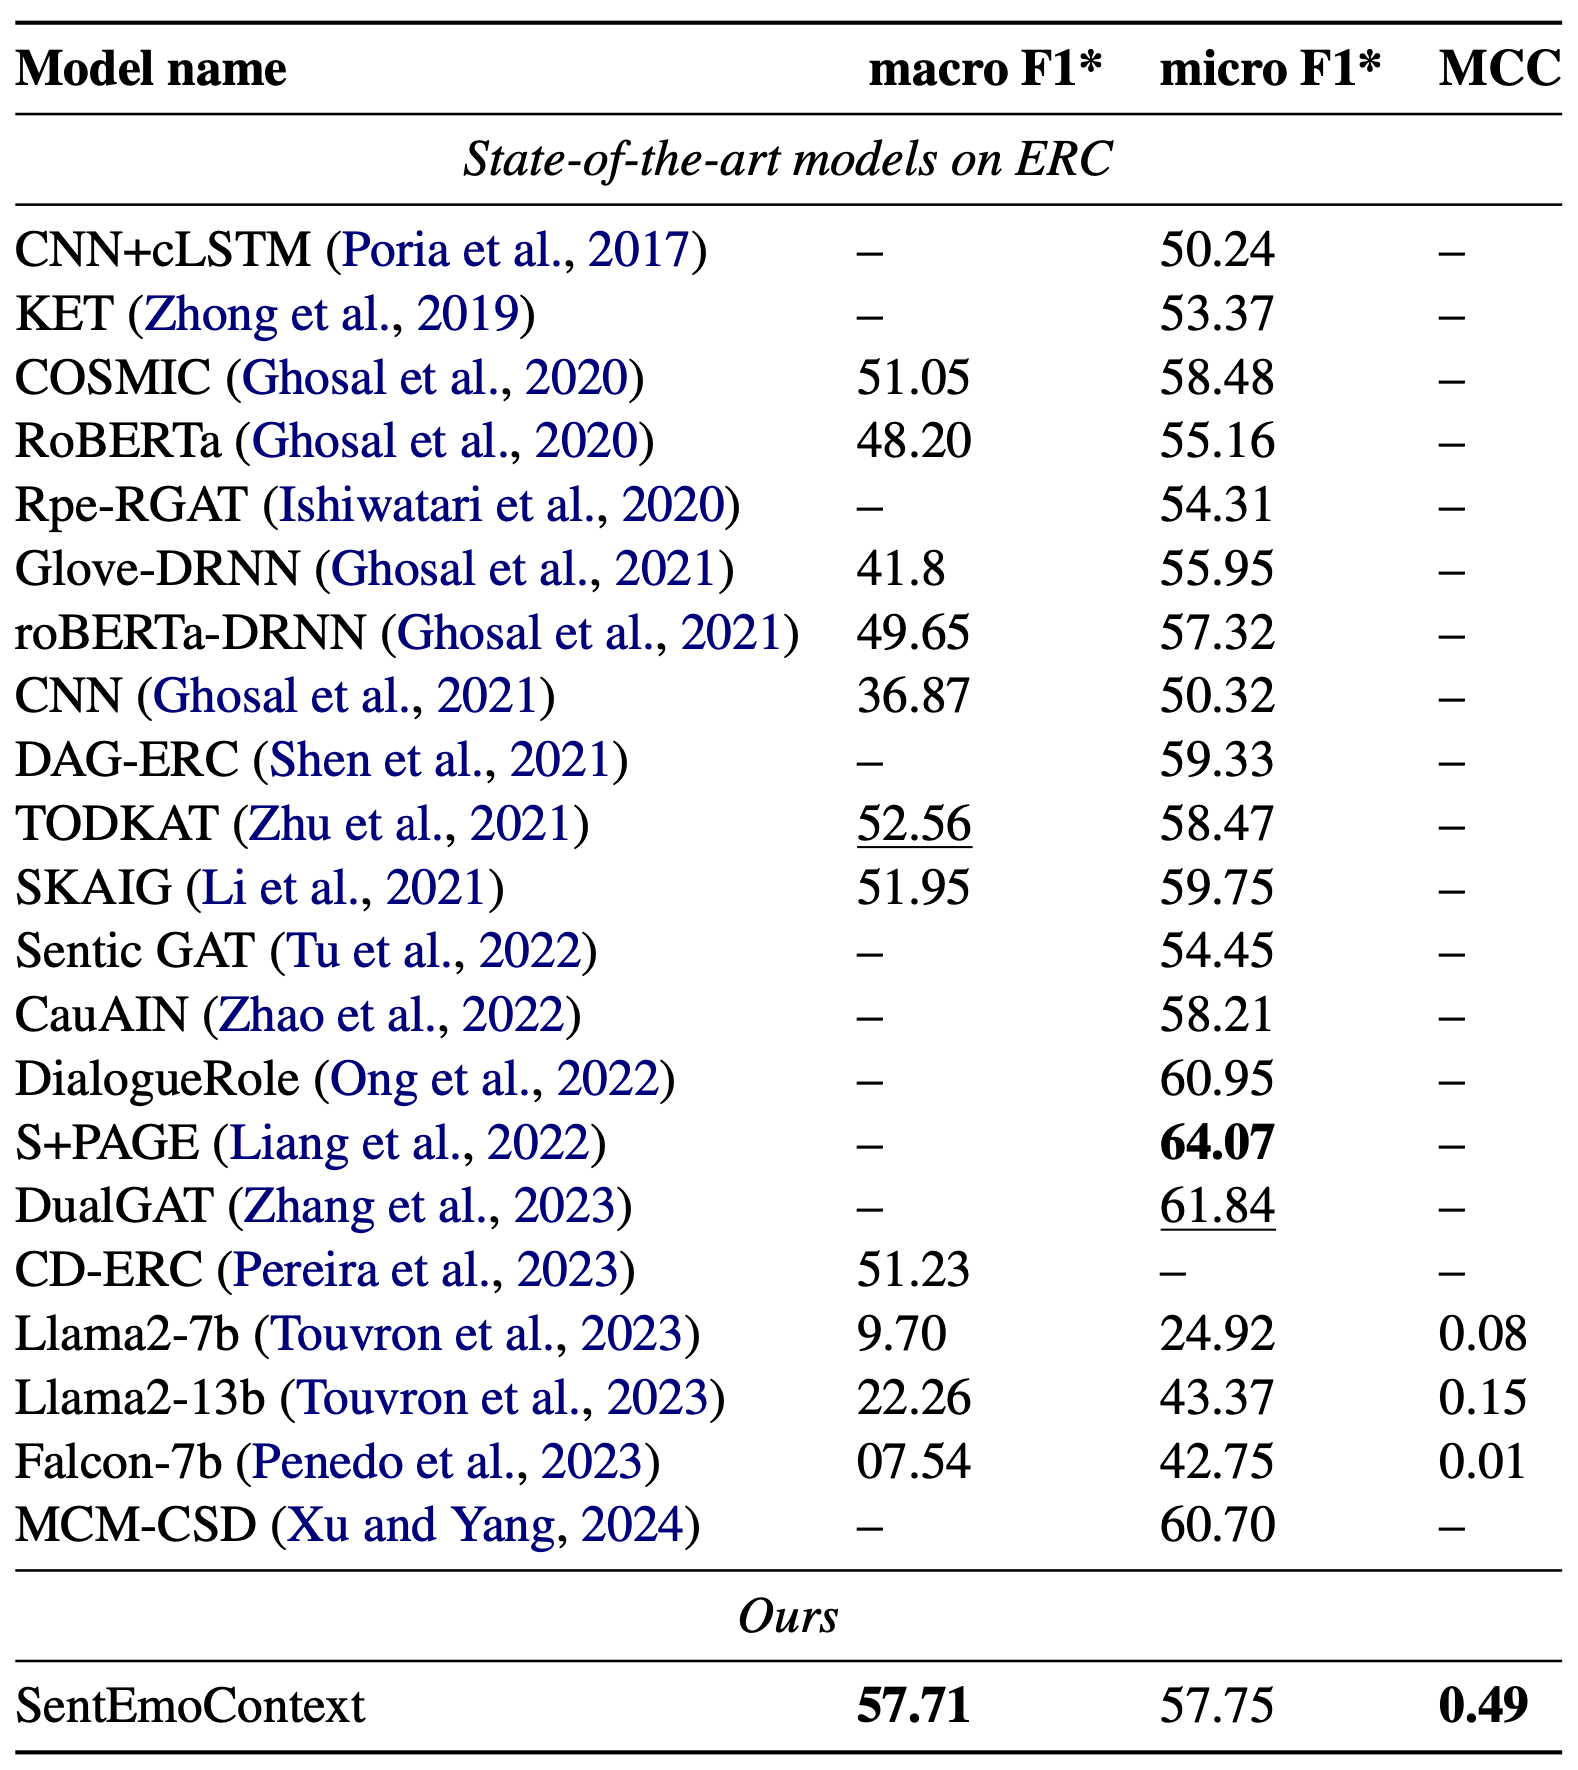 Model name macro F1* micro F1* MCC
State-of-the-art models on ERC
CNN+cLSTM (Poria et al., 2017) – 50.24 –
KET (Zhong et al., 2019) – 53.37 –
COSMIC (Ghosal et al., 2020) 51.05 58.48 –
RoBERTa (Ghosal et al., 2020) 48.20 55.16 –
Rpe-RGAT (Ishiwatari et al., 2020) – 54.31 –
Glove-DRNN (Ghosal et al., 2021) 41.8 55.95 –
roBERTa-DRNN (Ghosal et al., 2021) 49.65 57.32 –
CNN (Ghosal et al., 2021) 36.87 50.32 –
DAG-ERC (Shen et al., 2021) – 59.33 –
TODKAT (Zhu et al., 2021) 52.56 58.47 –
SKAIG (Li et al., 2021) 51.95 59.75 –
Sentic GAT (Tu et al., 2022) – 54.45 –
CauAIN (Zhao et al., 2022) – 58.21 –
DialogueRole (Ong et al., 2022) – 60.95 –
S+PAGE (Liang et al., 2022) – 64.07 –
DualGAT (Zhang et al., 2023) – 61.84 –
CD-ERC (Pereira et al., 2023) 51.23 – –
Llama2-7b (Touvron et al., 2023) 9.70 24.92 0.08
Llama2-13b (Touvron et al., 2023) 22.26 43.37 0.15
Falcon-7b (Penedo et al., 2023) 07.54 42.75 0.01
MCM-CSD (Xu and Yang, 2024) – 60.70 –
Ours
SentEmoContext 57.71 57.75 0.49